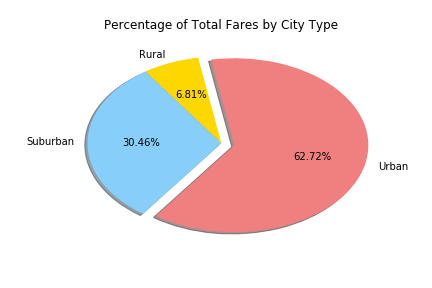 Percentage of Total Fares by City Type
Rural
6.81%
Suburban
30.46%
62.72%
Urban